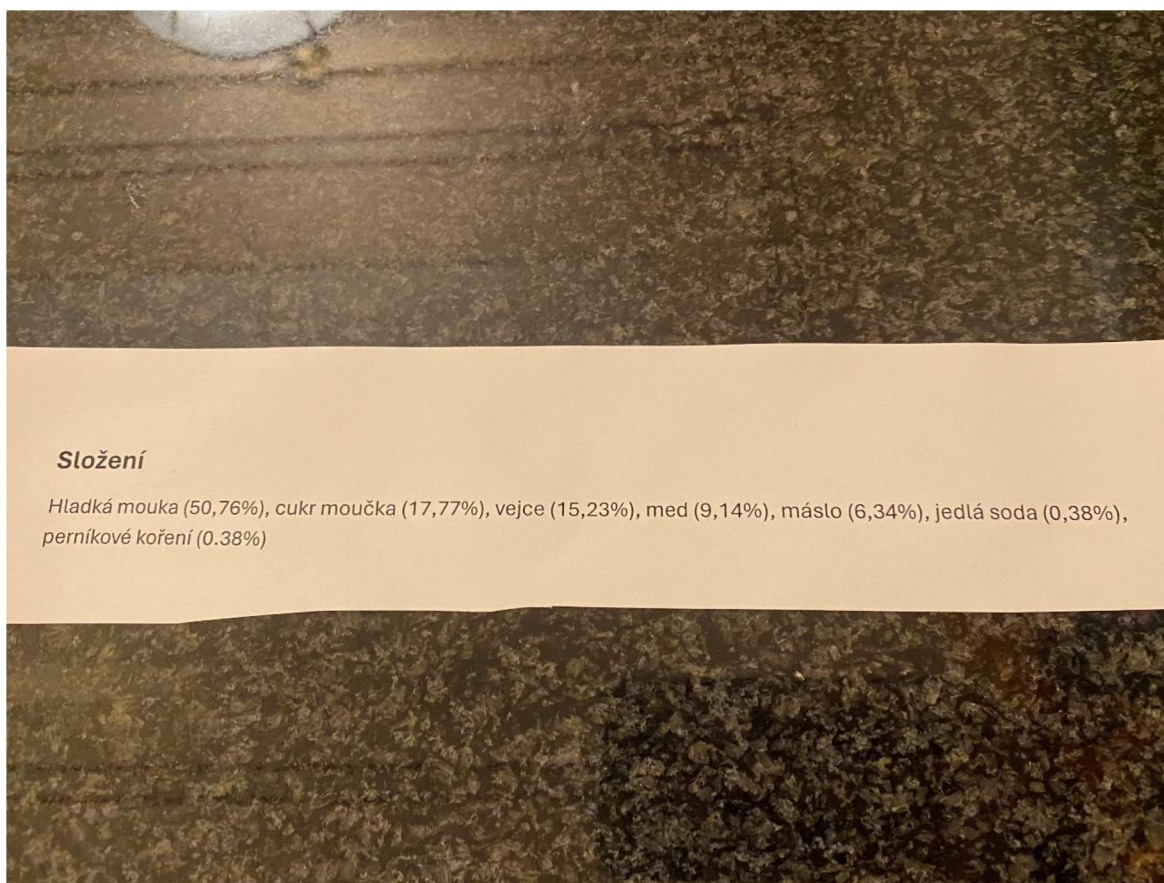 Složení
Hladká mouka (50,76%), cukr moučka (17,77%), vejce (15,23%), med (9,14%), máslo (6,34%), jedlá soda (0,38%),
perníkové koření (0.38%)